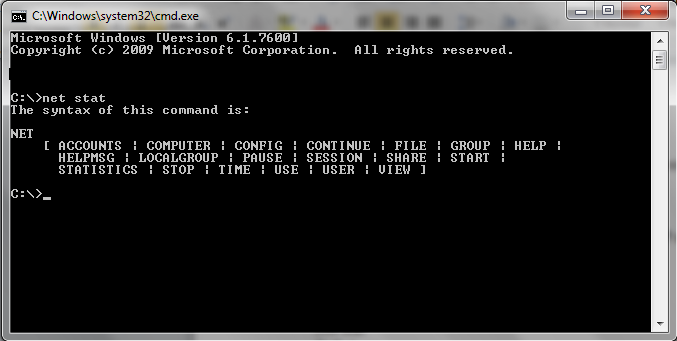 C:\Windows\system32\cmd.exe
Microsoft Windows [Version 6.1.7600]
Copyright (c) 2009 Microsoft Corporation.  All rights reserved.
C:\>net stat
The syntax of this command is:
NET
    [ ACCOUNTS ¦ COMPUTER ¦ CONFIG ¦ CONTINUE ¦ FILE ¦ GROUP ¦ HELP ¦
      HELPMSG ¦ LOCALGROUP ¦ PAUSE ¦ SESSION ¦ SHARE ¦ START ¦
      STATISTICS ¦ STOP ¦ TIME ¦ USE ¦ USER ¦ VIEW ]
C:\>_